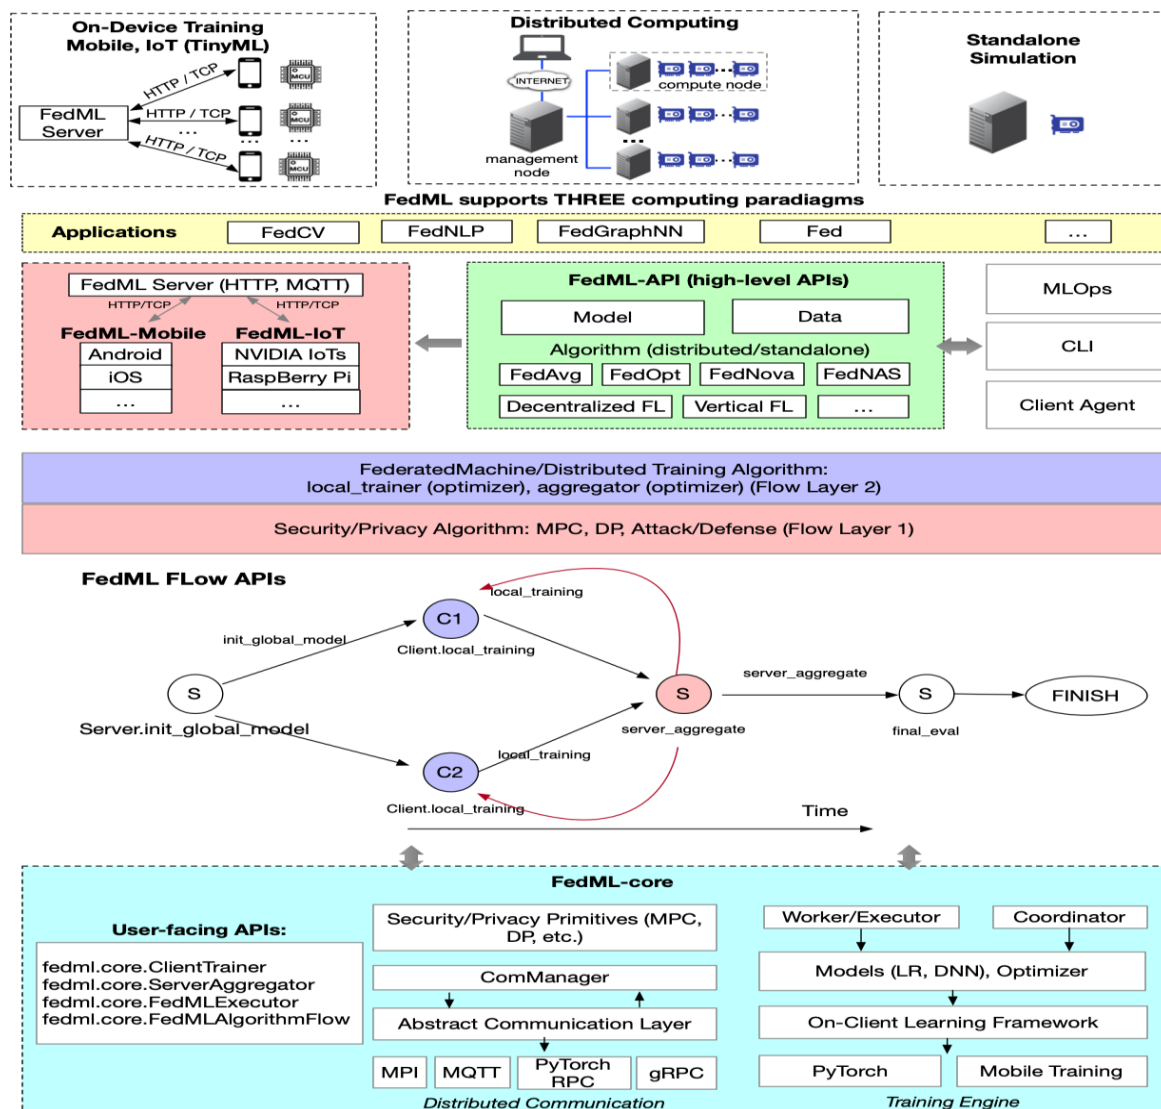 On-Device Training
Mobile, IoT (TinyML)
HTTP / TCP
FedML
Server
HTTP / TCP
...
HTTP / TCP
MCU
MCU
...
...
MCU
Distributed Computing
INTERNET
compute node
...
management
node
Standalone
Simulation
FedML supports THREE computing paradiagms
Applications
FedCV
FedNLP
FedGraphNN
Fed
...
FedML Server (HTTP, MQTT)
HTTP/TCP
HTTP/TCP
FedML-Mobile
Android
iOS
...
FedML-IoT
NVIDIA IoTs
RaspBerry Pi
...
FedML-API (high-level APIs)
Model
Data
Algorithm (distributed/standalone)
FedAvg
FedOpt
FedNova
FedNAS
Decentralized FL
Vertical FL
...
MLOps
CLI
Client Agent
FederatedMachine/Distributed Training Algorithm:
local_trainer (optimizer), aggregator (optimizer) (Flow Layer 2)
Security/Privacy Algorithm: MPC, DP, Attack/Defense (Flow Layer 1)
FedML FLow APIs
local_training
C1
init_global_model
Client.local_training
S
Server.init_global_model
S
server_aggregate
server_aggregate
S
final_eval
FINISH
local_training
C2
Client.local_training
Time
FedML-core
User-facing APIs:
fedml.core.ClientTrainer
fedml.core.ServerAggregator
fedml.core.FedMLExecutor
fedml.core.FedMLAlgorithmFlow
Security/Privacy Primitives (MPC,
DP, etc.)
ComManager
Abstract Communication Layer
MPI
MQTT
PyTorch
RPC
gRPC
Distributed Communication
Worker/Executor
Coordinator
Models (LR, DNN), Optimizer
On-Client Learning Framework
PyTorch
Mobile Training
Training Engine